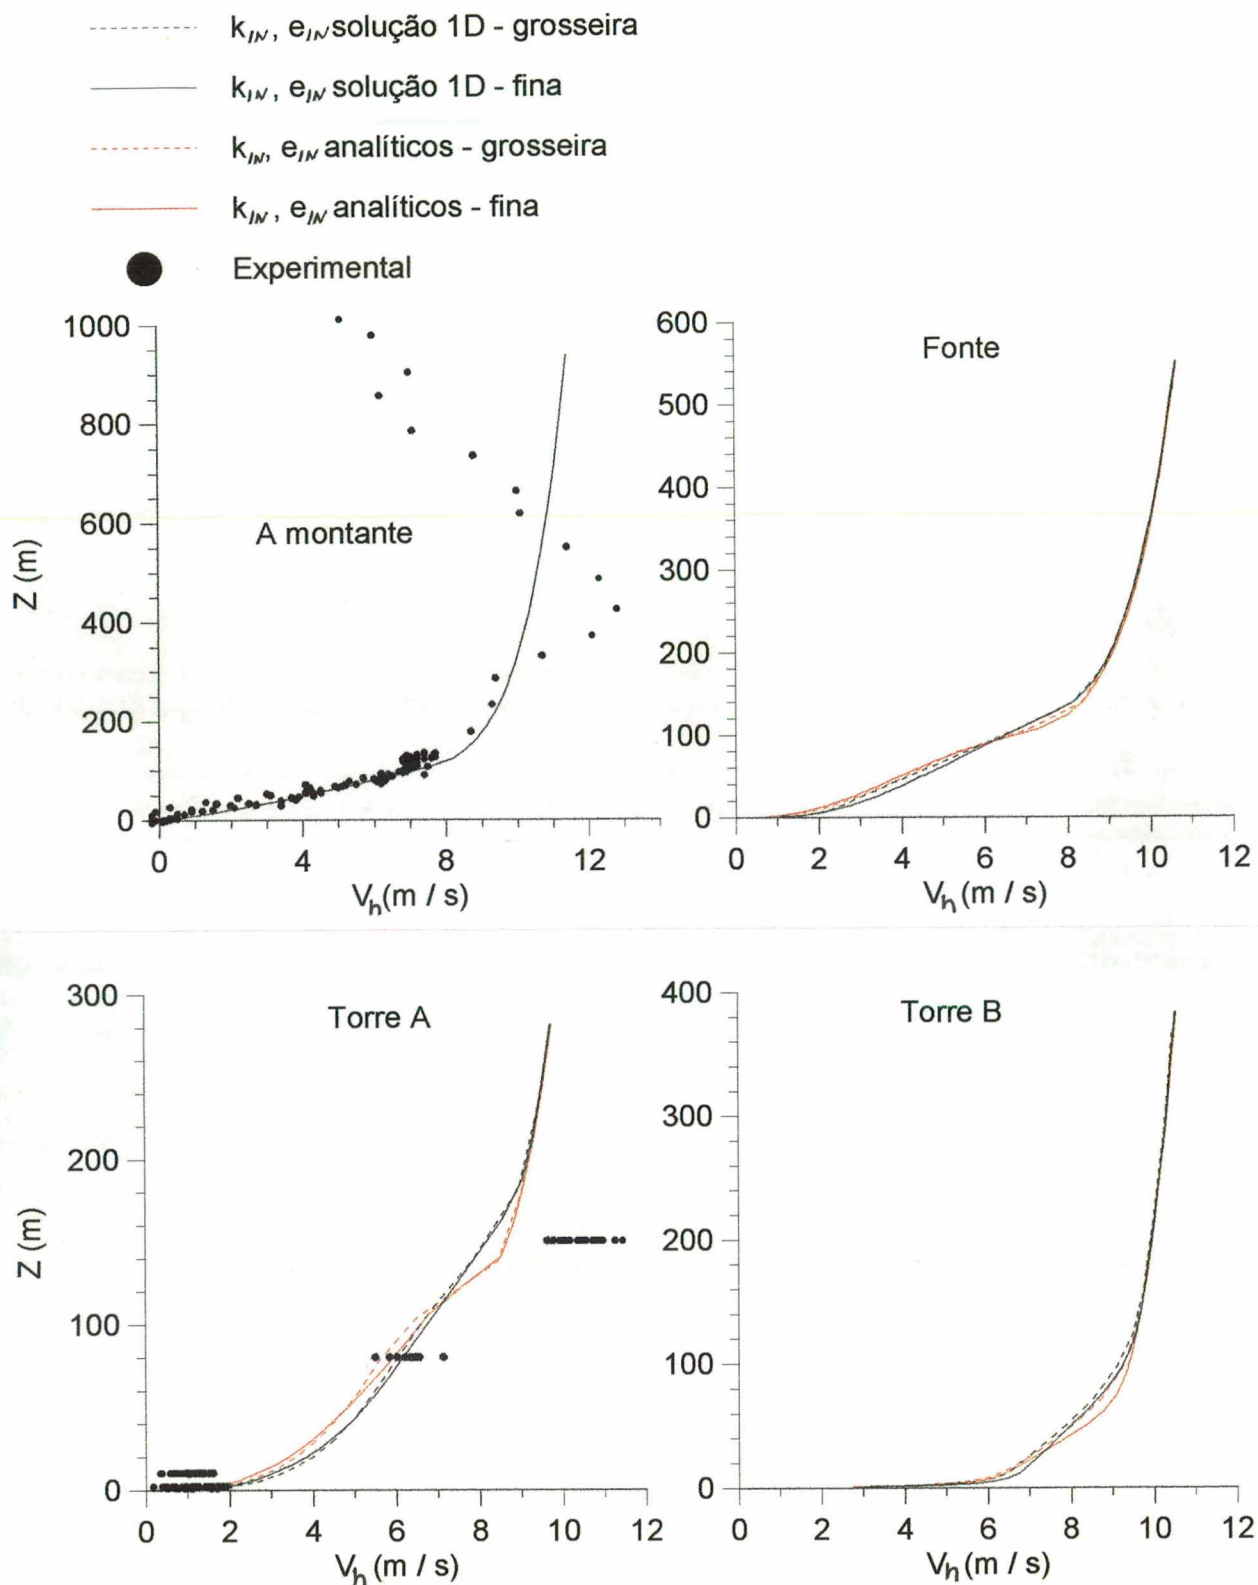 k_IN, e_IN solução 1D - grosseira
k_IN, e_IN solução 1D - fina
k_IN, e_IN analíticos - grosseira
k_IN, e_IN analíticos - fina
Experimental
1000
800
600
400
200
0
Z (m)
A montante
0
4
8
12
V_h (m / s)
600
500
400
300
200
100
0
Fonte
0 2 4 6 8 10 12
V_h (m / s)
300
200
100
0
Z (m)
Torre A
0 2 4 6 8 10 12
V_h (m / s)
400
300
200
100
0
Torre B
0 2 4 6 8 10 12
V_h (m / s)